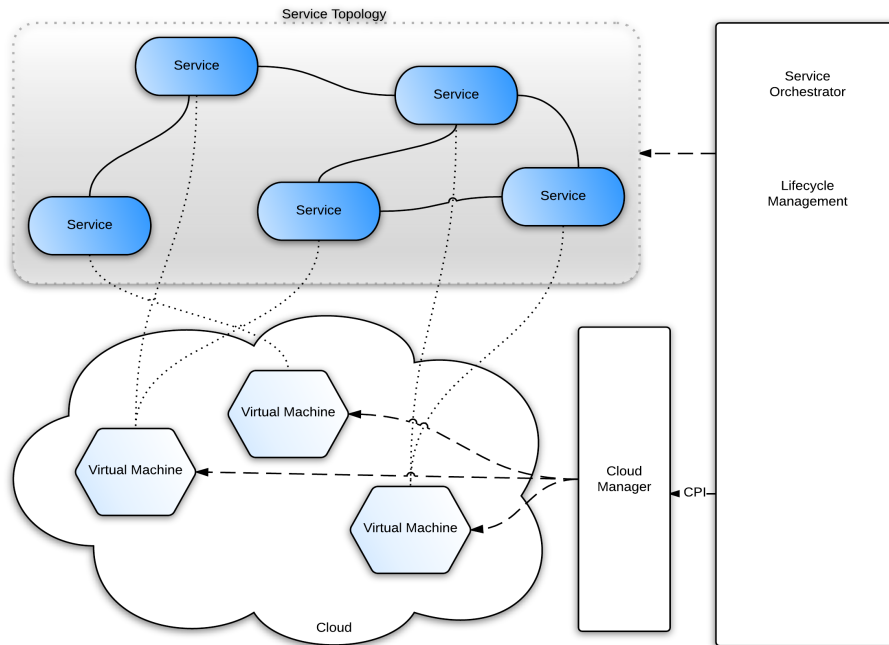 Service Topology
Service
Service
Service
Service
Service
Service
Orchestrator
Lifecycle
Management
Virtual Machine
Virtual Machine
Virtual Machine
Cloud
Manager
CPI
Cloud